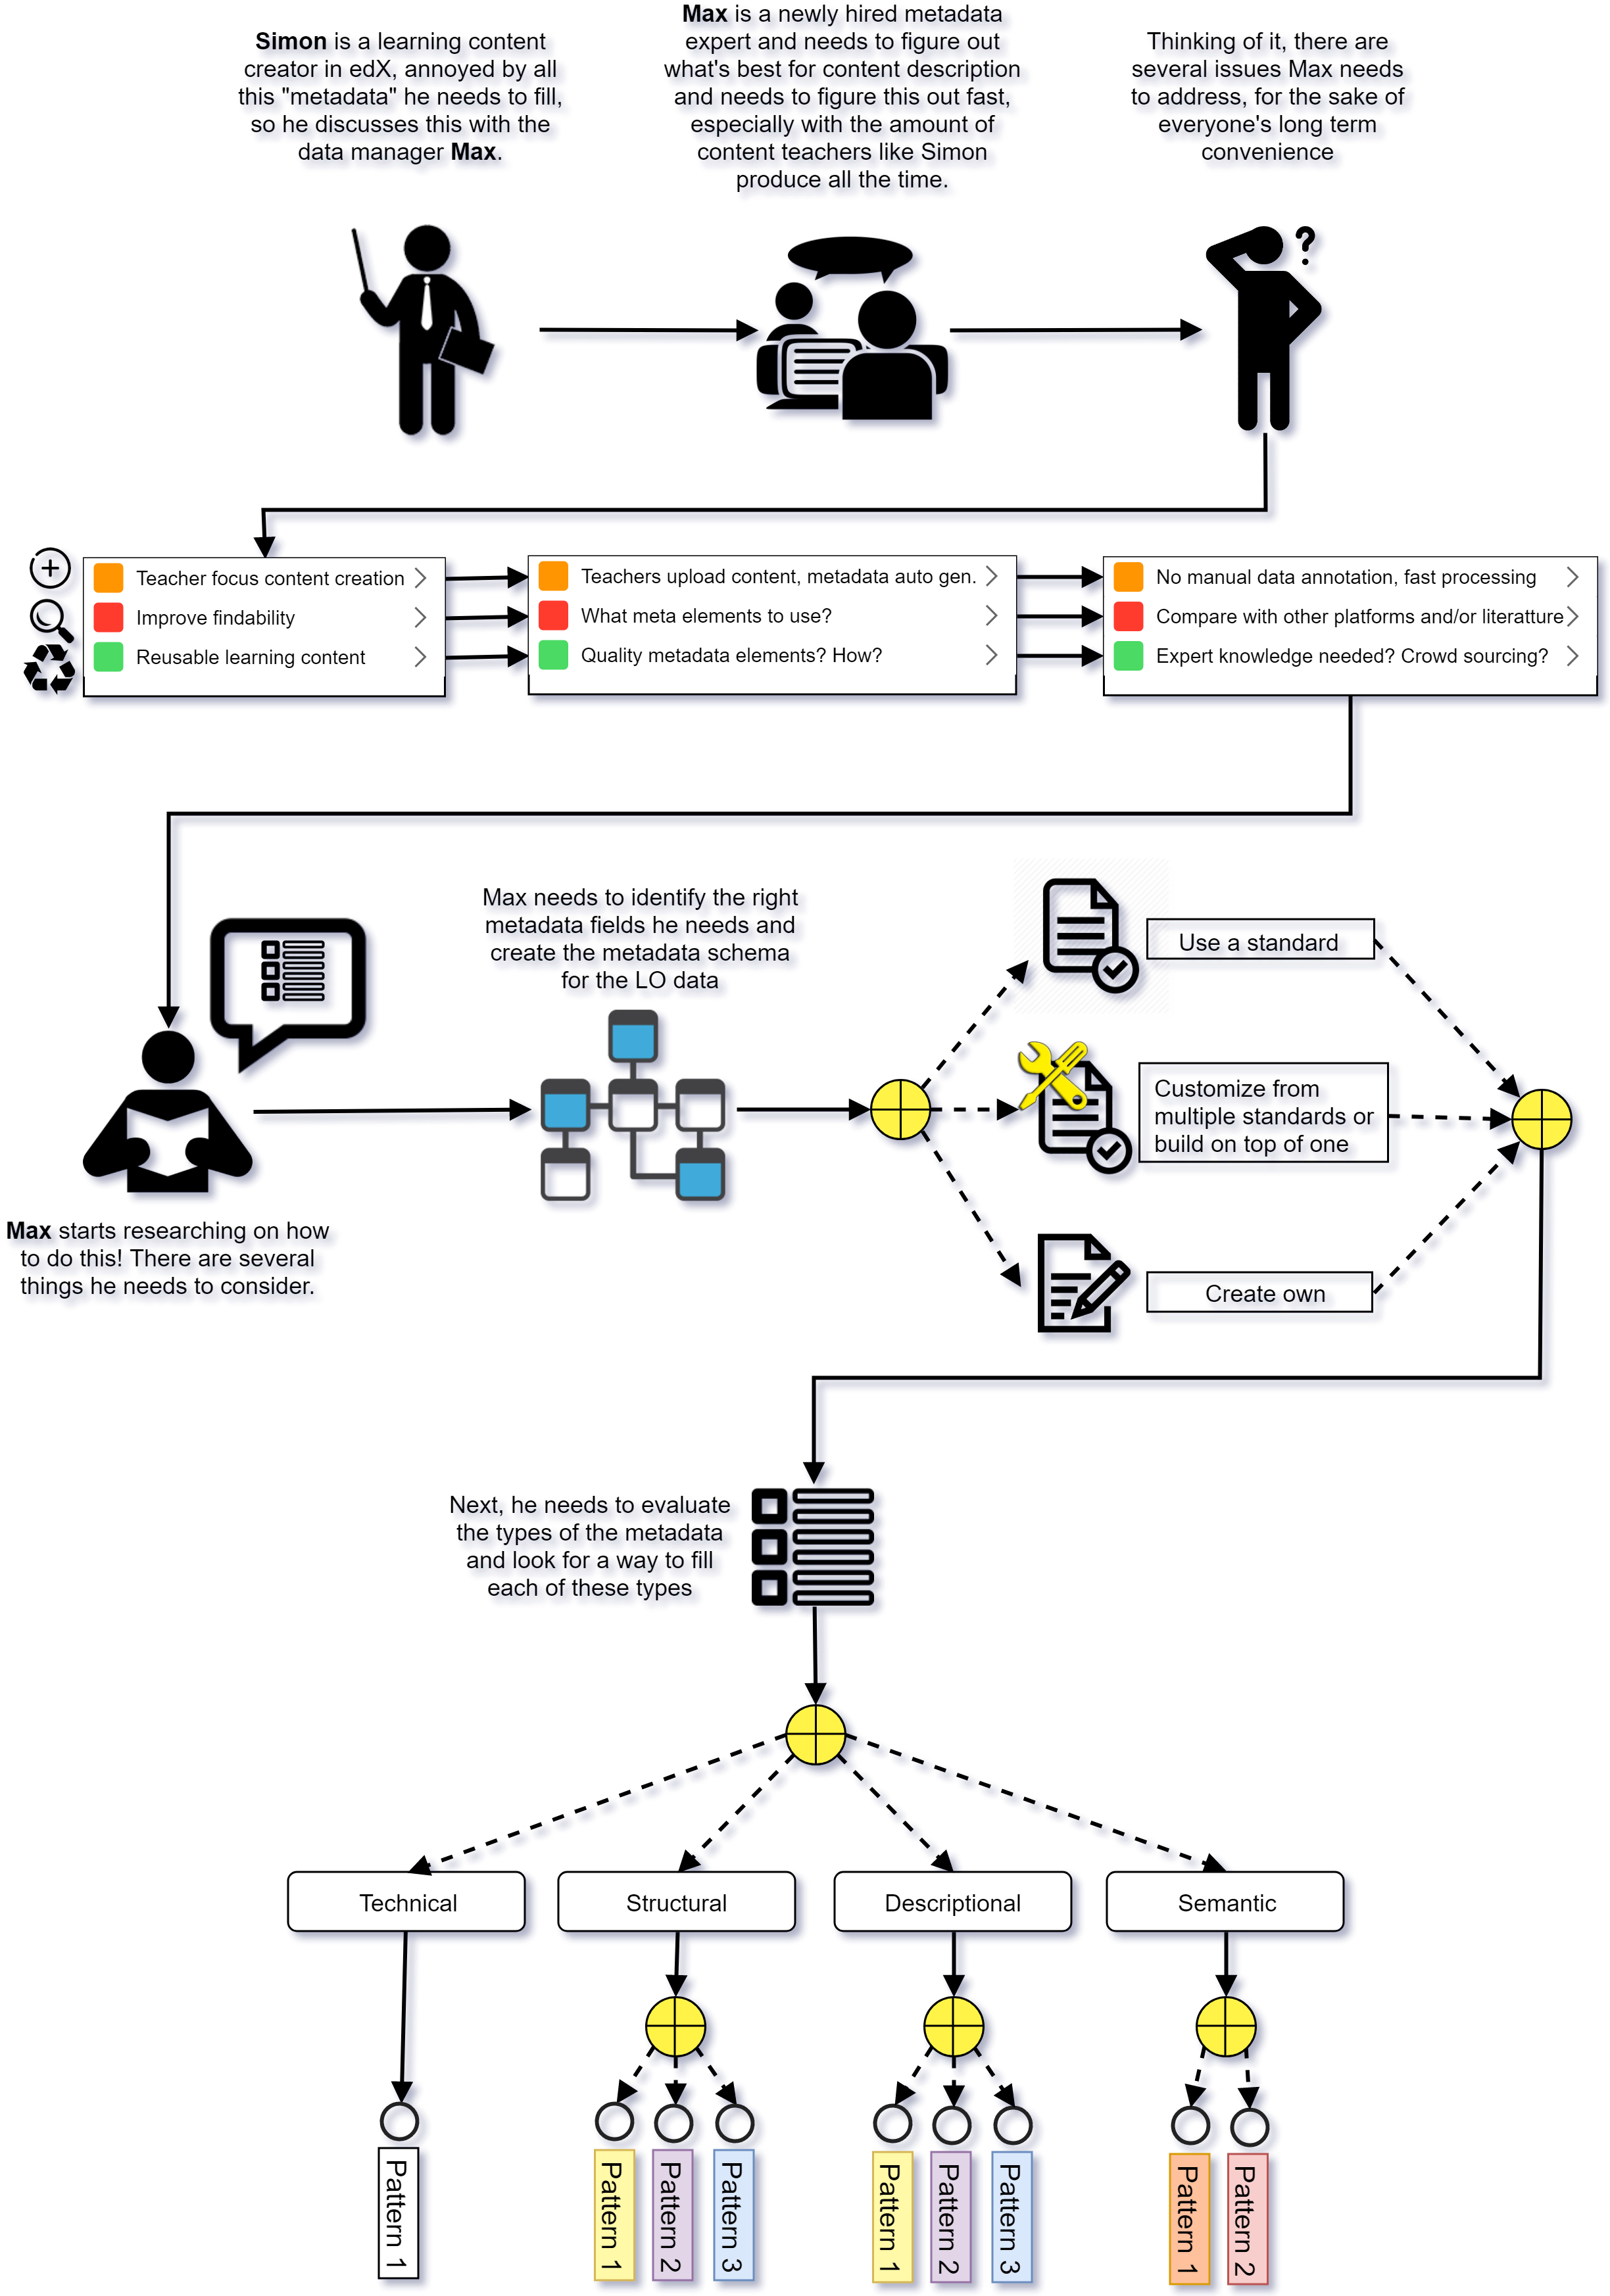 Simon is a learning content
creator in edX, annoyed by all
this "metadata" he needs to fill,
so he discusses this with the
data manager Max.
Max is a newly hired metadata
expert and needs to figure out
what's best for content description
and needs to figure this out fast,
especially with the amount of
content teachers like Simon
produce all the time.
Thinking of it, there are
several issues Max needs
to address, for the sake of
everyone's long term
convenience
?
Teacher focus content creation
Improve findability
Reusable learning content
Teachers upload content, metadata auto gen.
What meta elements to use?
Quality metadata elements? How?
No manual data annotation, fast processing
Compare with other platforms and/or literatture
Expert knowledge needed? Crowd sourcing?
Max starts researching on how
to do this! There are several
things he needs to consider.
Max needs to identify the right
metadata fields he needs and
create the metadata schema
for the LO data
Use a standard
Customize from
multiple standards or
build on top of one
Create own
Next, he needs to evaluate
the types of the metadata
and look for a way to fill
each of these types
Technical
Structural
Descriptional
Semantic
Pattern 1
Pattern 1
Pattern 2
Pattern 3
Pattern 1
Pattern 2
Pattern 3
Pattern 1
Pattern 2